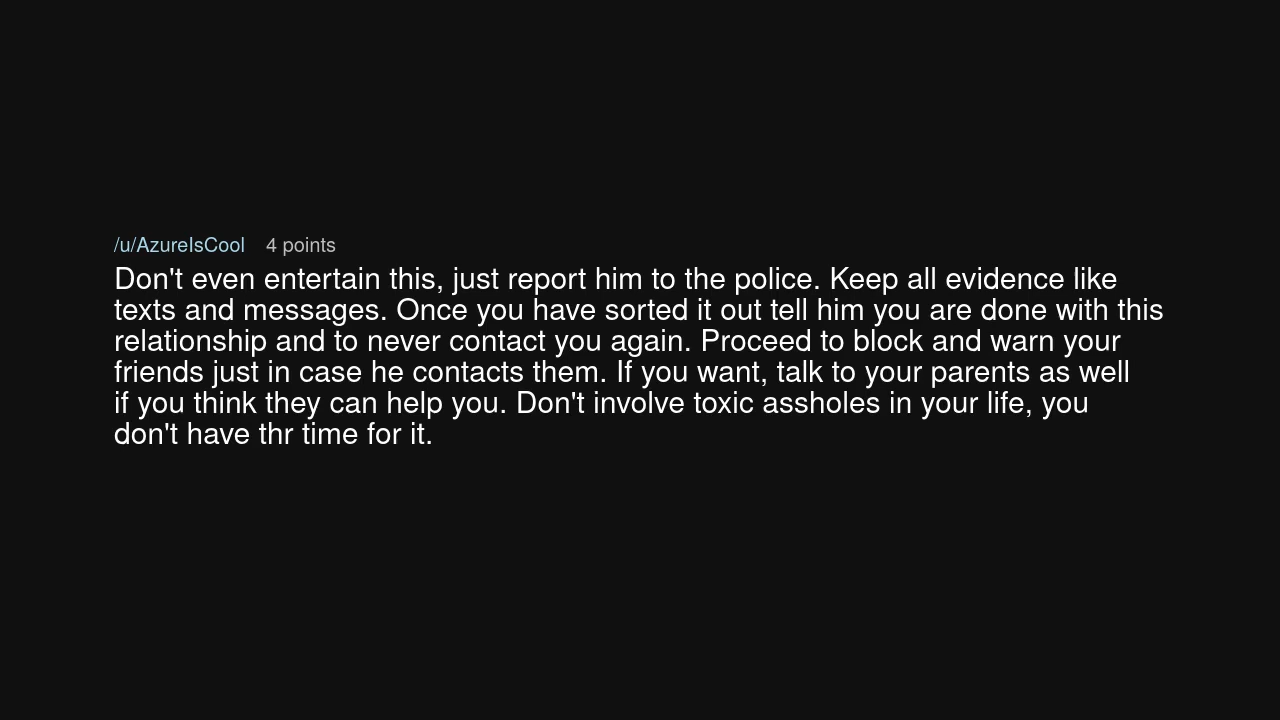 /u/AzureIsCool 4 points
Don't even entertain this, just report him to the police. Keep all evidence like
texts and messages. Once you have sorted it out tell him you are done with this
relationship and to never contact you again. Proceed to block and warn your
friends just in case he contacts them. If you want, talk to your parents as well
if you think they can help you. Don't involve toxic assholes in your life, you
don't have thr time for it.